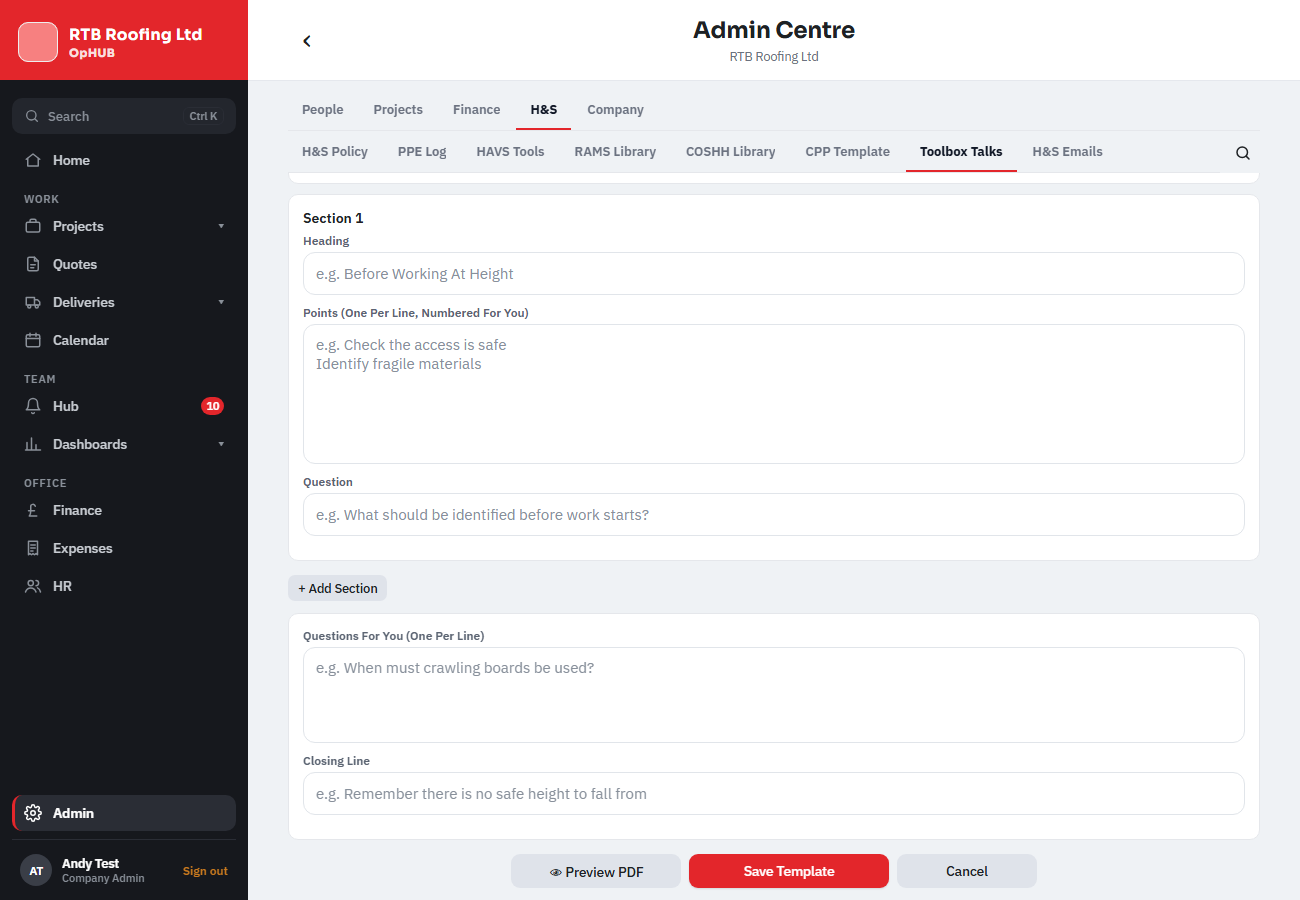 RTB Roofing Ltd
OpHUB
Search
Ctrl K
Home
WORK
Projects
Quotes
Deliveries
Calendar
TEAM
Hub
10
Dashboards
OFFICE
Finance
Expenses
HR
Admin
AT
Andy Test
Company Admin
Sign out
Admin Centre
RTB Roofing Ltd
People
Projects
Finance
H&S
Company
H&S Policy
PPE Log
HAVS Tools
RAMS Library
COSHH Library
CPP Template
Toolbox Talks
H&S Emails
Section 1
Heading
e.g. Before Working At Height
Points (One Per Line, Numbered For You)
e.g. Check the access is safe
Identify fragile materials
Question
e.g. What should be identified before work starts?
+ Add Section
Questions For You (One Per Line)
e.g. When must crawling boards be used?
Closing Line
e.g. Remember there is no safe height to fall from
Preview PDF
Save Template
Cancel